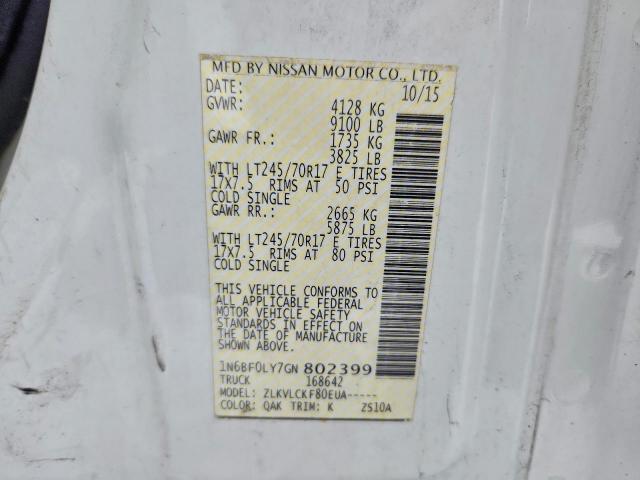 MFD BY NISSAN MOTOR CO., LTD.
DATE: 10/15
GVWR: 4128 KG
9100 LB
GAWR FR.: 1735 KG
3825 LB
WITH LT245/70R17 E TIRES
17X7.5 RIMS AT 50 PSI
COLD SINGLE
GAWR RR.: 2665 KG
5875 LB
WITH LT245/70R17 E TIRES
17X7.5 RIMS AT 80 PSI
COLD SINGLE
THIS VEHICLE CONFORMS TO
ALL APPLICABLE FEDERAL
MOTOR VEHICLE SAFETY
STANDARDS IN EFFECT ON
THE DATE OF MANUFACTURE
SHOWN ABOVE.
1N6BF0LY7GN802399
TRUCK 168642
MODEL: ZLKVLCKF80EUA-----
COLOR: QAK TRIM: K ZS10A